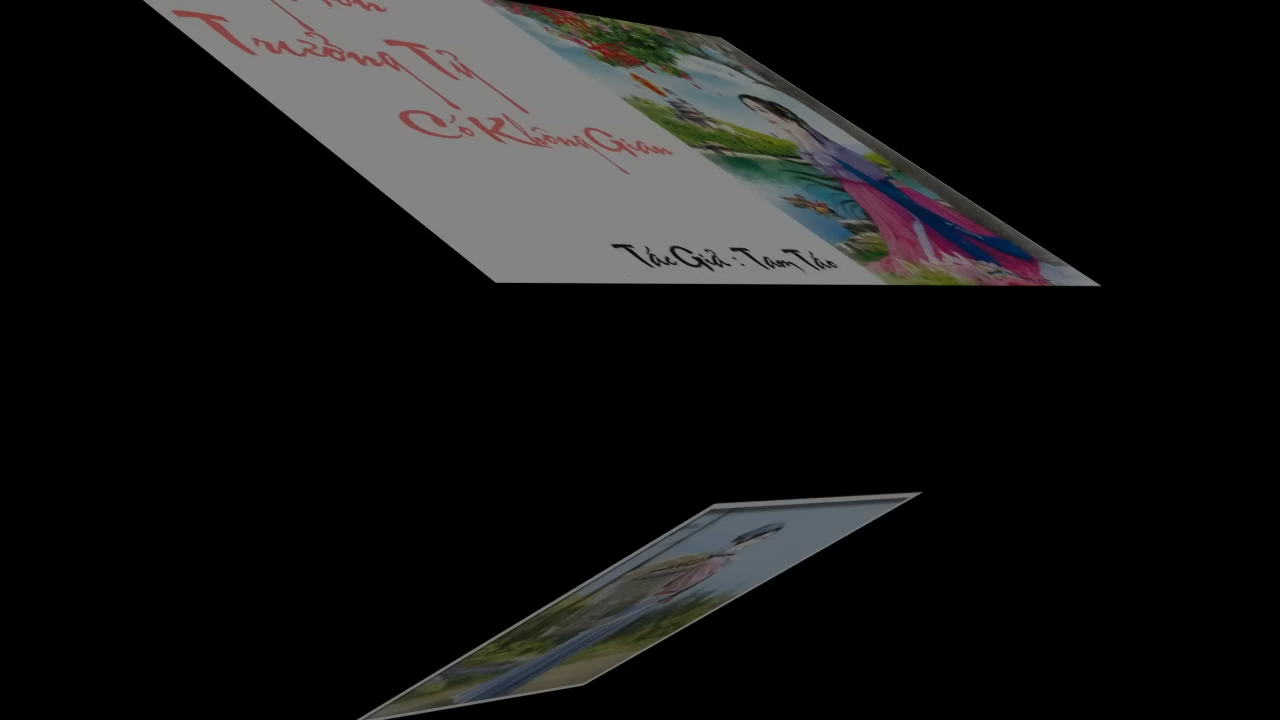 Trưởng Tỷ
Có Không Gian
Tác Giả : Tam Táo